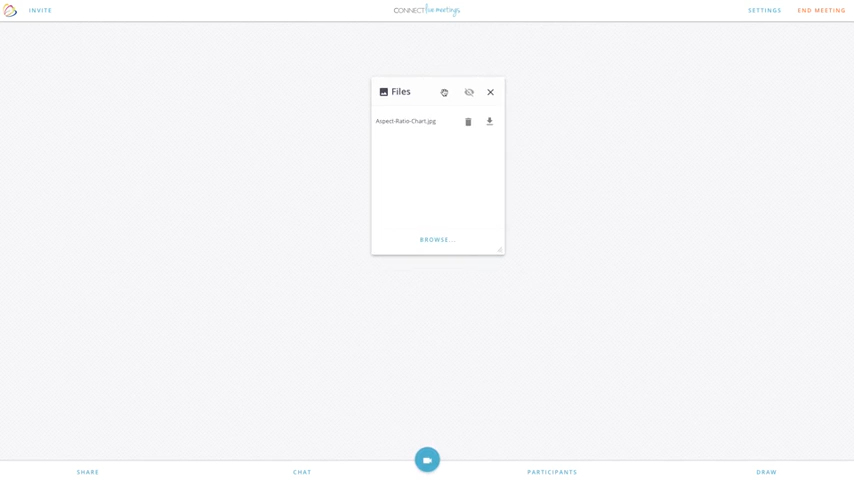 INVITE
CONNECT live meetings
SETTINGS
END MEETING
Files
Aspect-Ratio-Chart.jpg
BROWSE...
SHARE
CHAT
PARTICIPANTS
DRAW